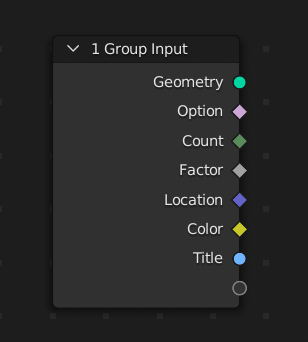 1 Group Input
Geometry
Option
Count
Factor
Location
Color
Title